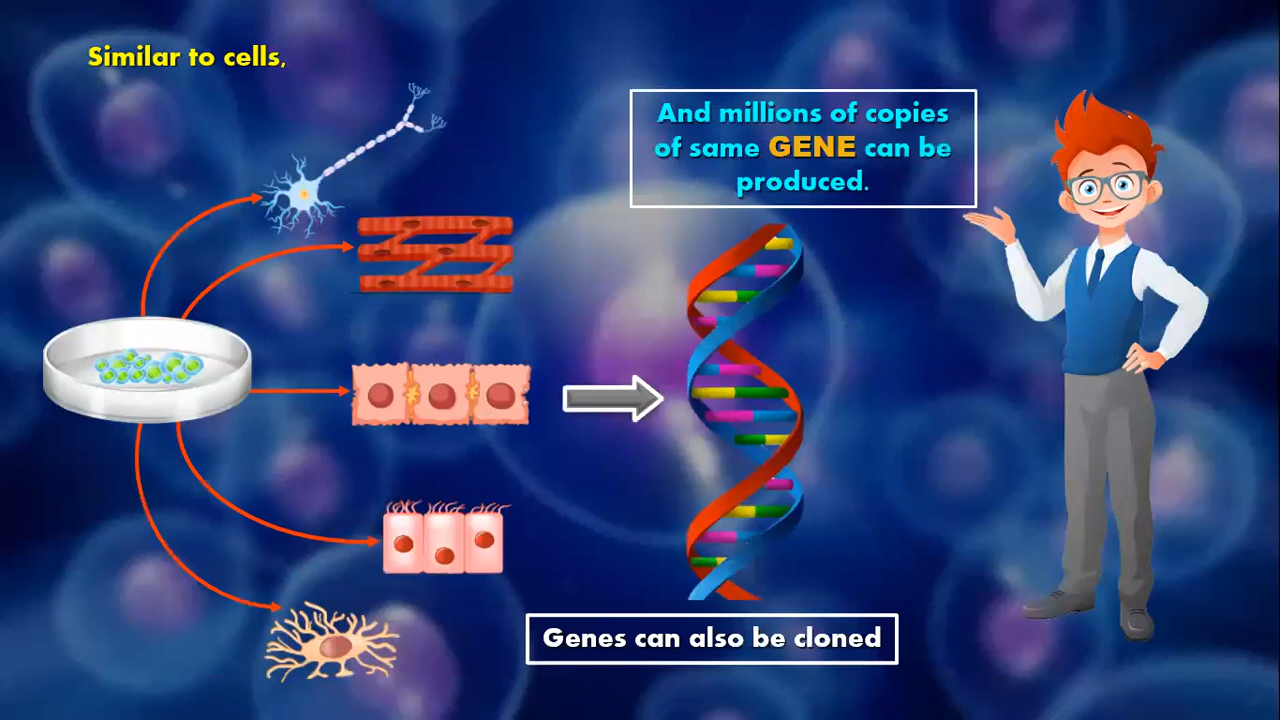 Similar to cells,
And millions of copies
of same GENE can be
produced.
Genes can also be cloned